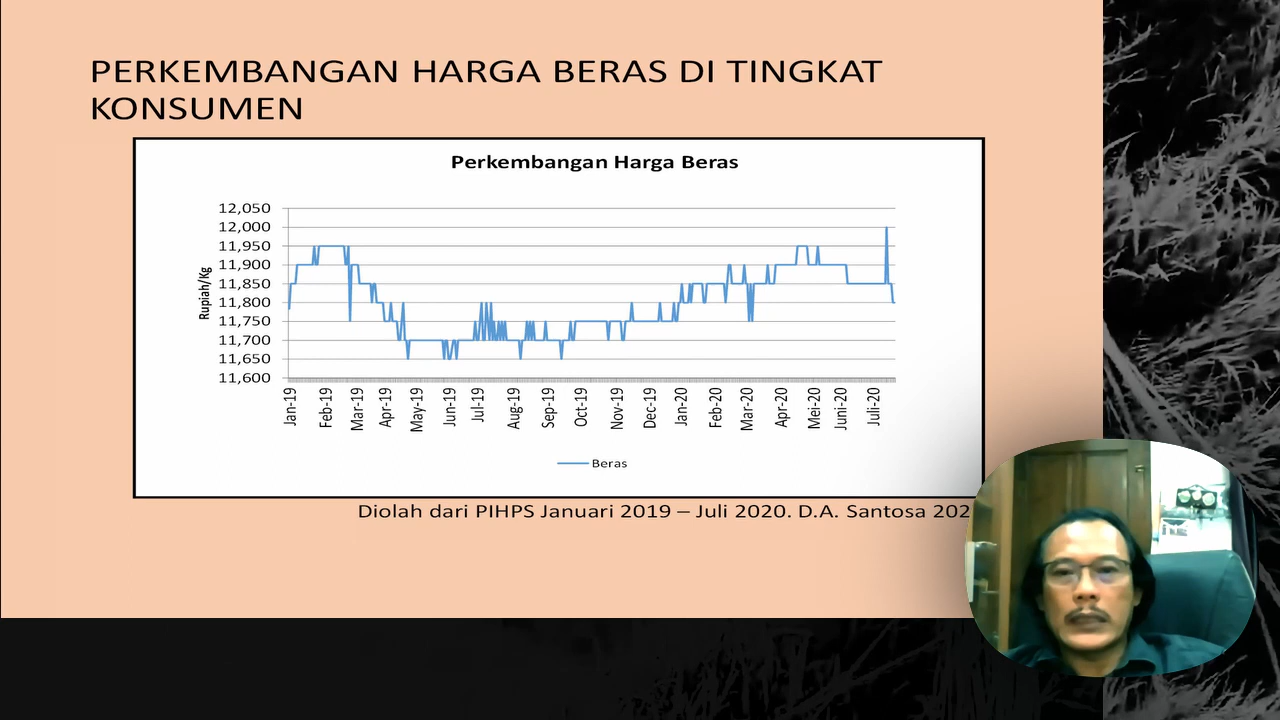 PERKEMBANGAN HARGA BERAS DI TINGKAT
KONSUMEN
Perkembangan Harga Beras
Rupiah/Kg
12,050
12,000
11,950
11,900
11,850
11,800
11,750
11,700
11,650
11,600
Jan-19
Feb-19
Mar-19
Apr-19
May-19
Jun-19
Jul-19
Aug-19
Sep-19
Oct-19
Nov-19
Dec-19
Jan-20
Feb-20
Mar-20
Apr-20
Mei-20
Juni-20
Juli-20
Beras
Diolah dari PIHPS Januari 2019 – Juli 2020. D.A. Santosa 202